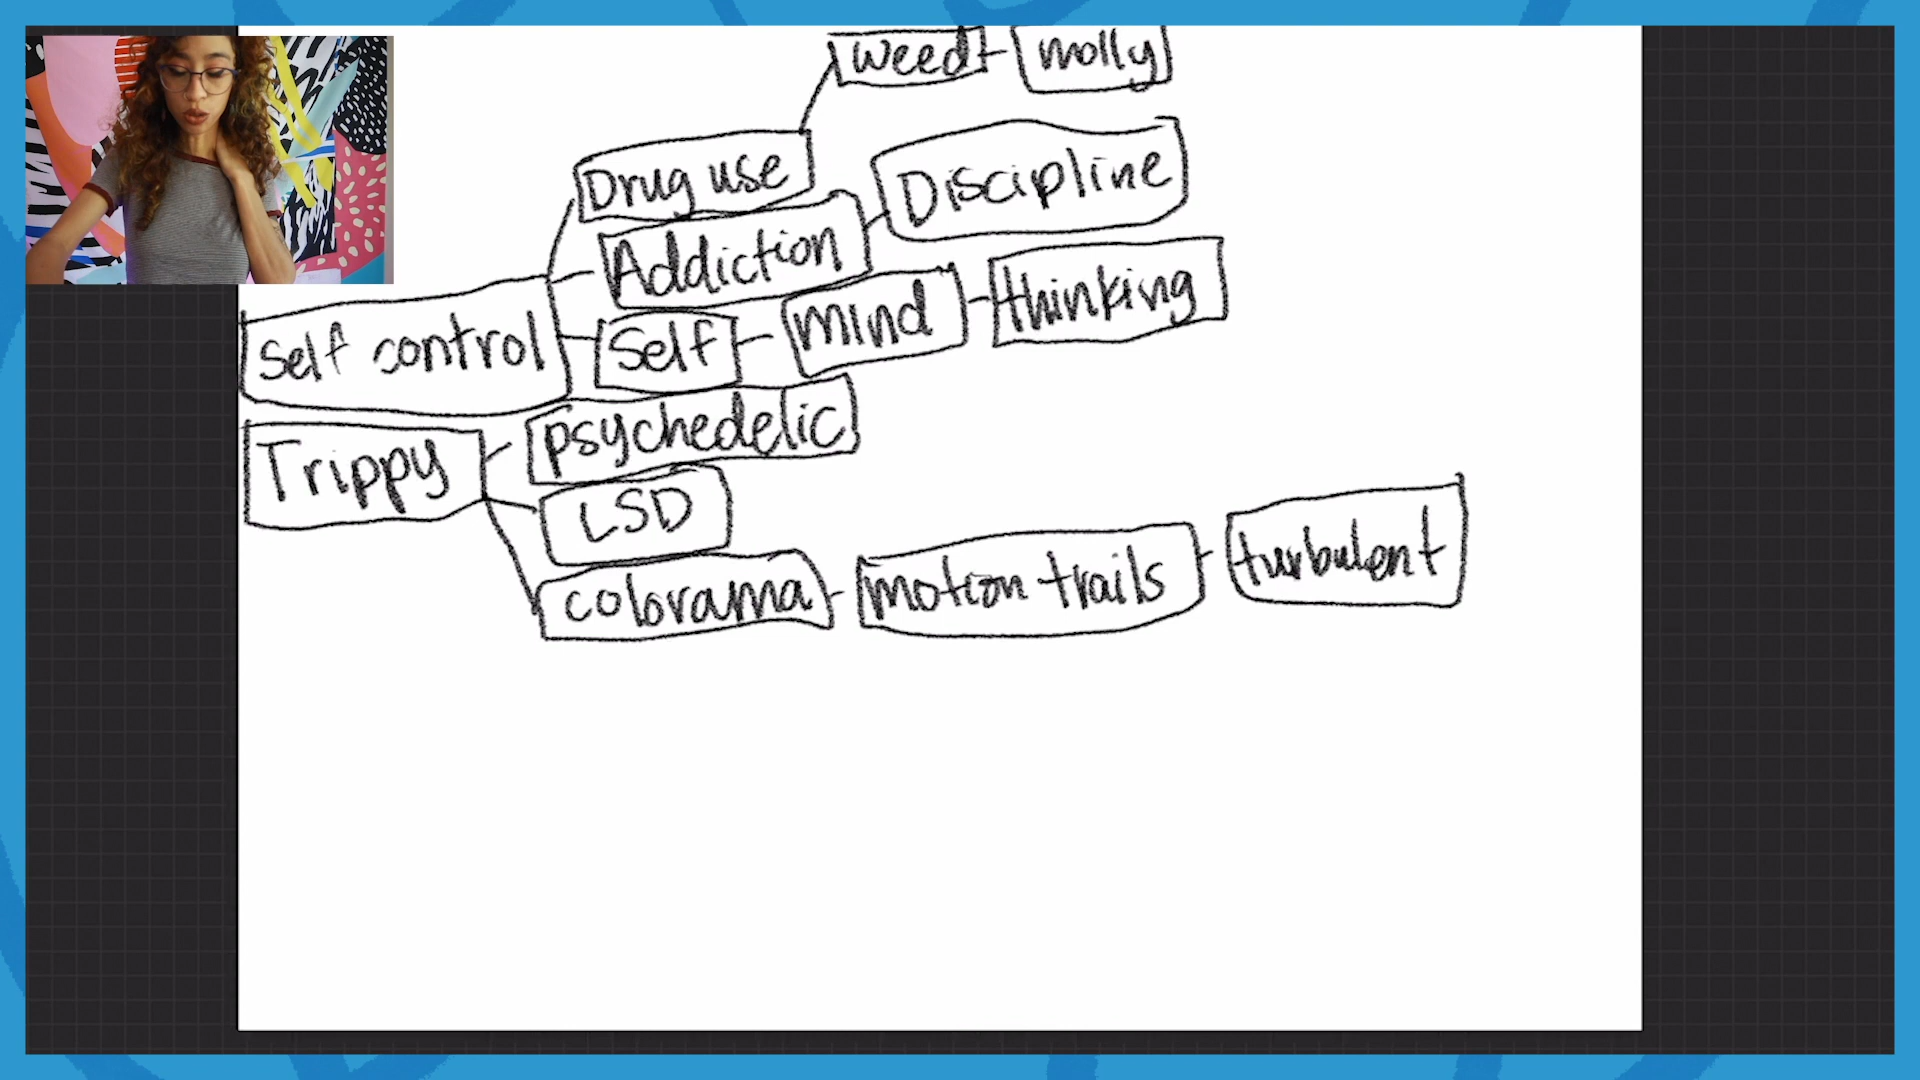 weed molly
Drug use Discipline
Addiction
Self control Self mind thinking
Trippy psychedelic
LSD
colorama motion trails turbulent